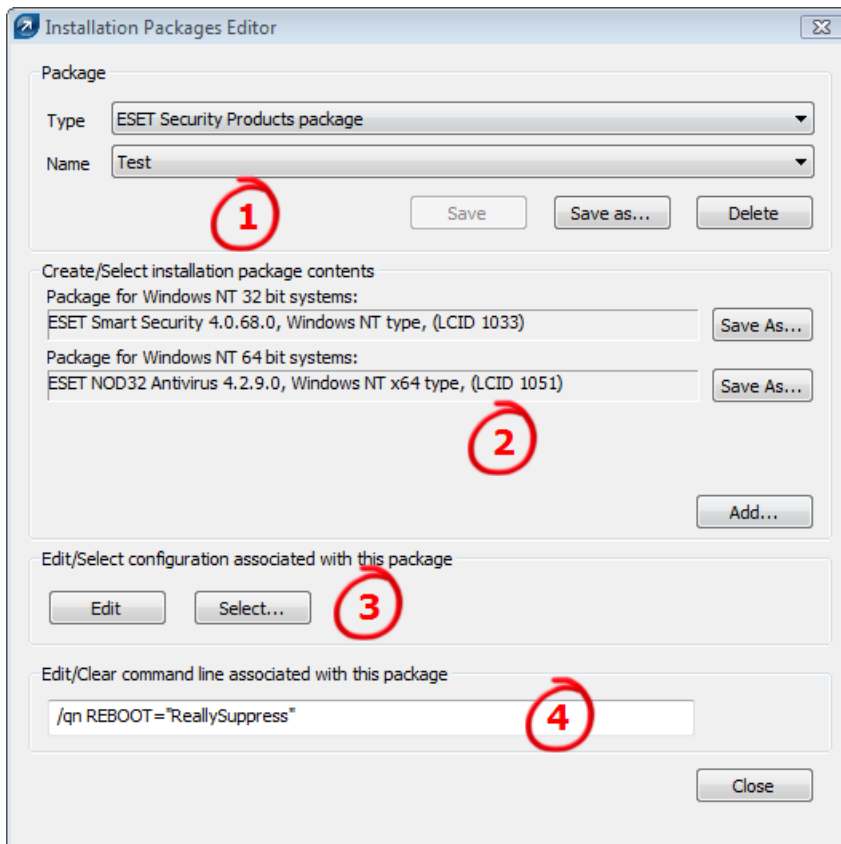 Installation Packages Editor
Package
Type ESET Security Products package
Name Test
1 Save Save as... Delete
Create/Select installation package contents
Package for Windows NT 32 bit systems:
ESET Smart Security 4.0.68.0, Windows NT type, (LCID 1033) Save As...
Package for Windows NT 64 bit systems:
ESET NOD32 Antivirus 4.2.9.0, Windows NT x64 type, (LCID 1051) Save As...
2
Add...
Edit/Select configuration associated with this package
Edit Select... 3
Edit/Clear command line associated with this package
/qn REBOOT="ReallySuppress" 4
Close